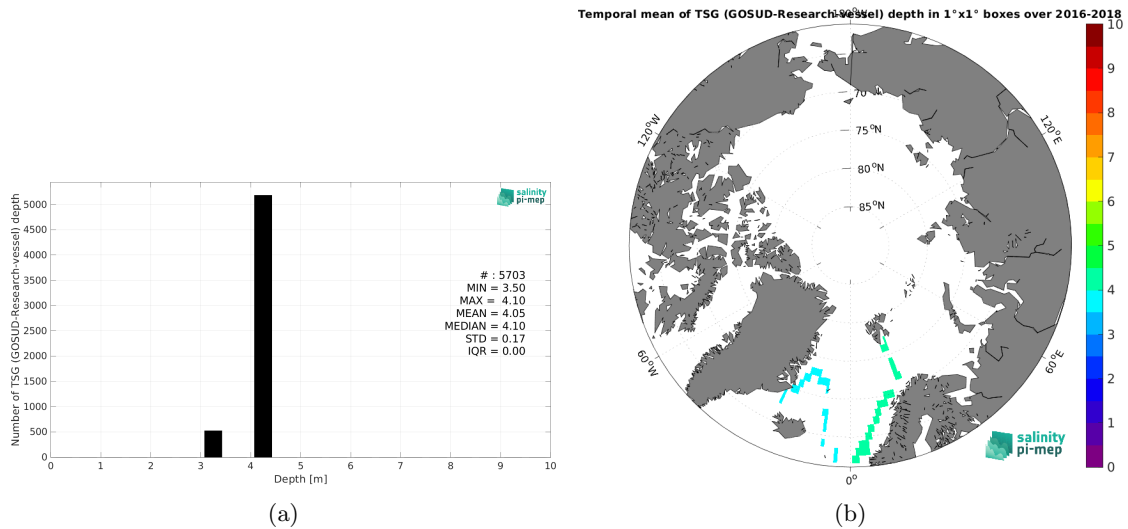 Temporal mean of TSG (GOSUD-Research-vessel) depth in 1°x1° boxes over 2016-2018
180°W
120°W
120°E
60°W
60°E
0°
70
75°N
80°N
85°N
10
9
8
7
6
5
4
3
2
1
0
salinity
pi-mep
Number of TSG (GOSUD-Research-vessel) depth
5000
4500
4000
3500
3000
2500
2000
1500
1000
500
0
salinity
pi-mep
# : 5703
MIN = 3.50
MAX = 4.10
MEAN = 4.05
MEDIAN = 4.10
STD = 0.17
IQR = 0.00
0 1 2 3 4 5 6 7 8 9 10
Depth [m]
(a)
(b)